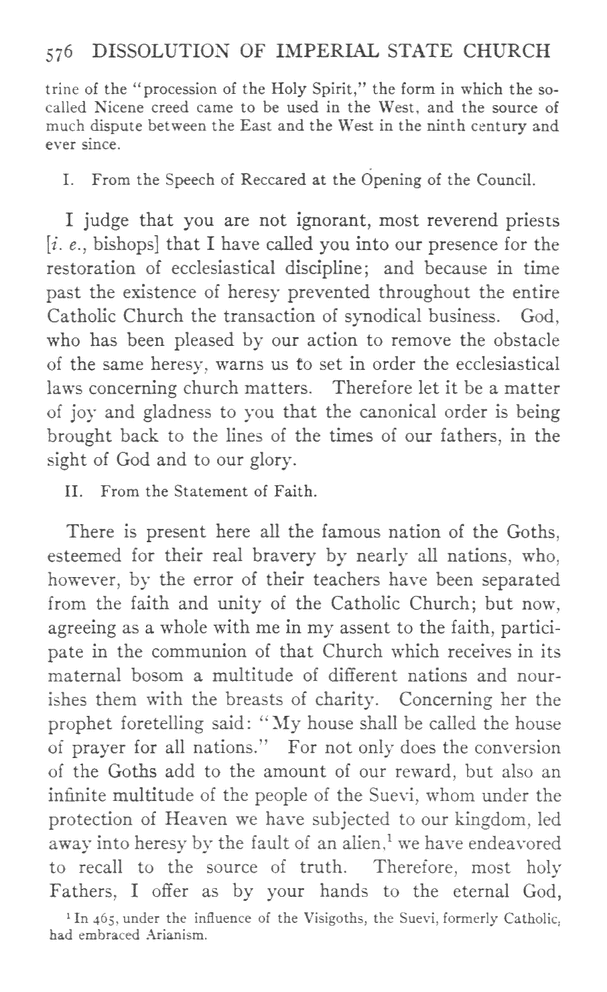 576 DISSOLUTION OF IMPERIAL STATE CHURCH
trine of the "procession of the Holy Spirit," the form in which the so-
called Nicene creed came to be used in the West, and the source of
much dispute between the East and the West in the ninth century and
ever since.
I. From the Speech of Reccared at the Opening of the Council.
I judge that you are not ignorant, most reverend priests
[i. e., bishops] that I have called you into our presence for the
restoration of ecclesiastical discipline; and because in time
past the existence of heresy prevented throughout the entire
Catholic Church the transaction of synodical business. God,
who has been pleased by our action to remove the obstacle
of the same heresy, warns us to set in order the ecclesiastical
laws concerning church matters. Therefore let it be a matter
of joy and gladness to you that the canonical order is being
brought back to the lines of the times of our fathers, in the
sight of God and to our glory.
II. From the Statement of Faith.
There is present here all the famous nation of the Goths,
esteemed for their real bravery by nearly all nations, who,
however, by the error of their teachers have been separated
from the faith and unity of the Catholic Church; but now,
agreeing as a whole with me in my assent to the faith, partici-
pate in the communion of that Church which receives in its
maternal bosom a multitude of different nations and nour-
ishes them with the breasts of charity. Concerning her the
prophet foretelling said: "My house shall be called the house
of prayer for all nations." For not only does the conversion
of the Goths add to the amount of our reward, but also an
infinite multitude of the people of the Suevi, whom under the
protection of Heaven we have subjected to our kingdom, led
away into heresy by the fault of an alien,¹ we have endeavored
to recall to the source of truth. Therefore, most holy
Fathers, I offer as by your hands to the eternal God,
¹ In 465, under the influence of the Visigoths, the Suevi, formerly Catholic,
had embraced Arianism.